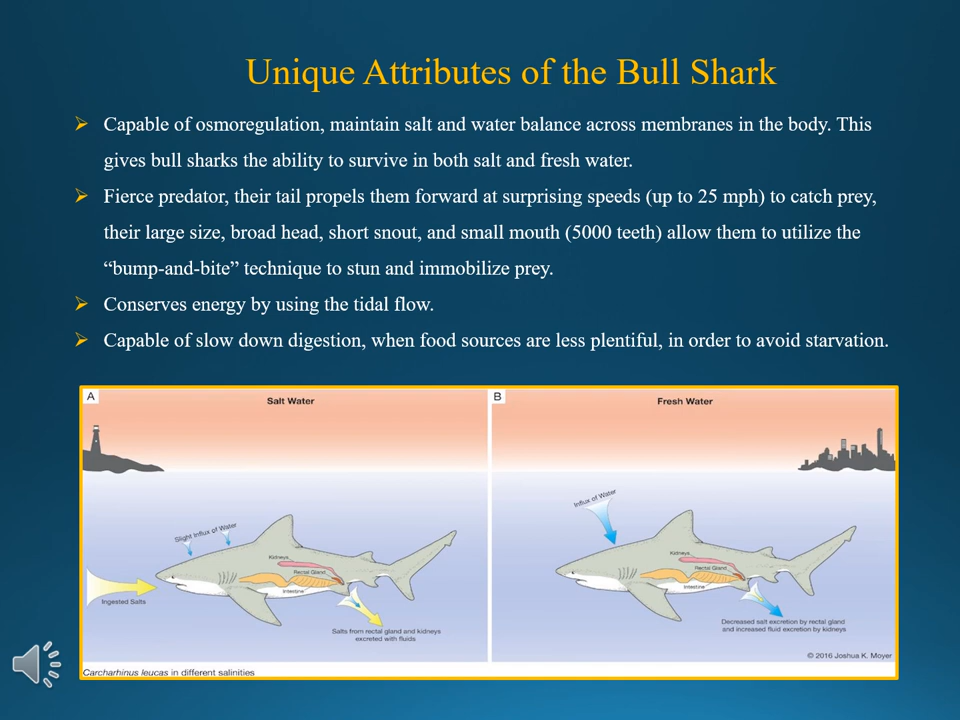 Unique Attributes of the Bull Shark
➢ Capable of osmoregulation, maintain salt and water balance across membranes in the body. This
gives bull sharks the ability to survive in both salt and fresh water.
➢ Fierce predator, their tail propels them forward at surprising speeds (up to 25 mph) to catch prey,
their large size, broad head, short snout, and small mouth (5000 teeth) allow them to utilize the
“bump-and-bite” technique to stun and immobilize prey.
➢ Conserves energy by using the tidal flow.
➢ Capable of slow down digestion, when food sources are less plentiful, in order to avoid starvation.
A
Salt Water
Slight Influx of Water
Kidneys
Rectal Gland
Intestine
Ingested Salts
Salts from rectal gland and kidneys
excreted with fluids
B
Fresh Water
Influx of Water
Kidneys
Rectal Gland
Intestine
Decreased salt excretion by rectal gland
and increased fluid excretion by kidneys
© 2016 Joshua K. Moyer
Carcharhinus leucas in different salinities